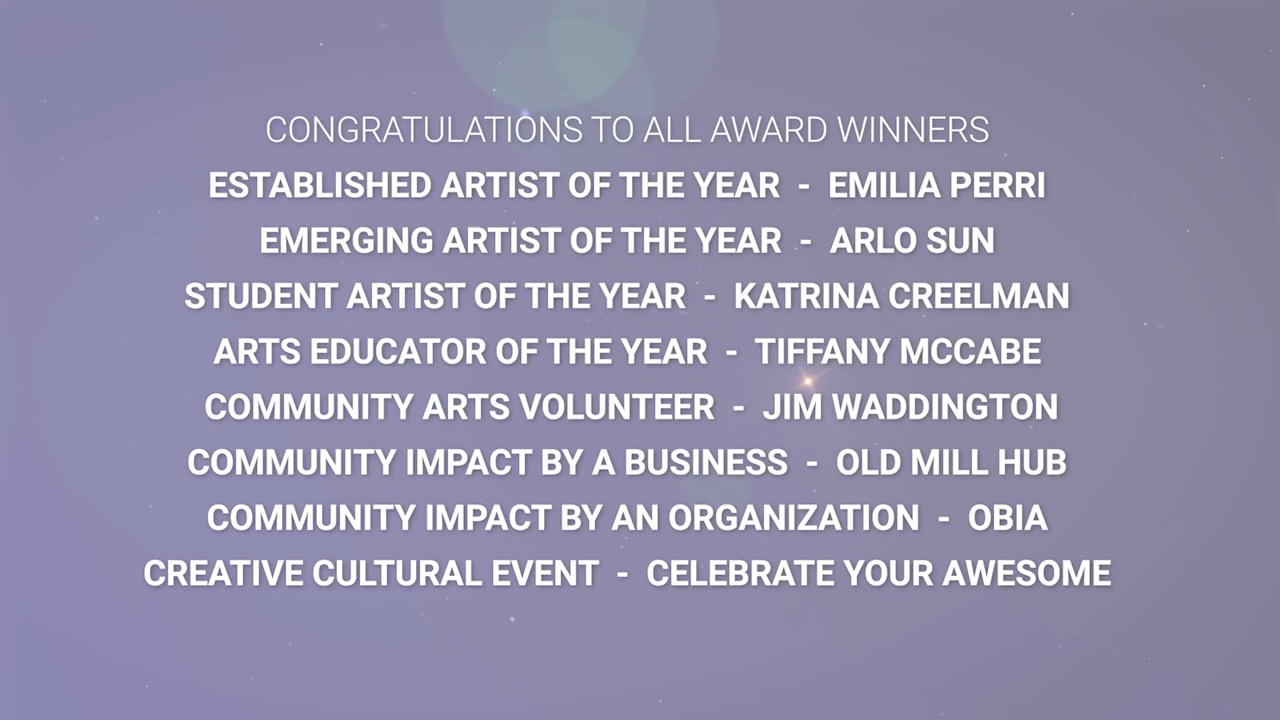 CONGRATULATIONS TO ALL AWARD WINNERS
ESTABLISHED ARTIST OF THE YEAR - EMILIA PERRI
EMERGING ARTIST OF THE YEAR - ARLO SUN
STUDENT ARTIST OF THE YEAR - KATRINA CREELMAN
ARTS EDUCATOR OF THE YEAR - TIFFANY MCCABE
COMMUNITY ARTS VOLUNTEER - JIM WADDINGTON
COMMUNITY IMPACT BY A BUSINESS - OLD MILL HUB
COMMUNITY IMPACT BY AN ORGANIZATION - OBIA
CREATIVE CULTURAL EVENT - CELEBRATE YOUR AWESOME